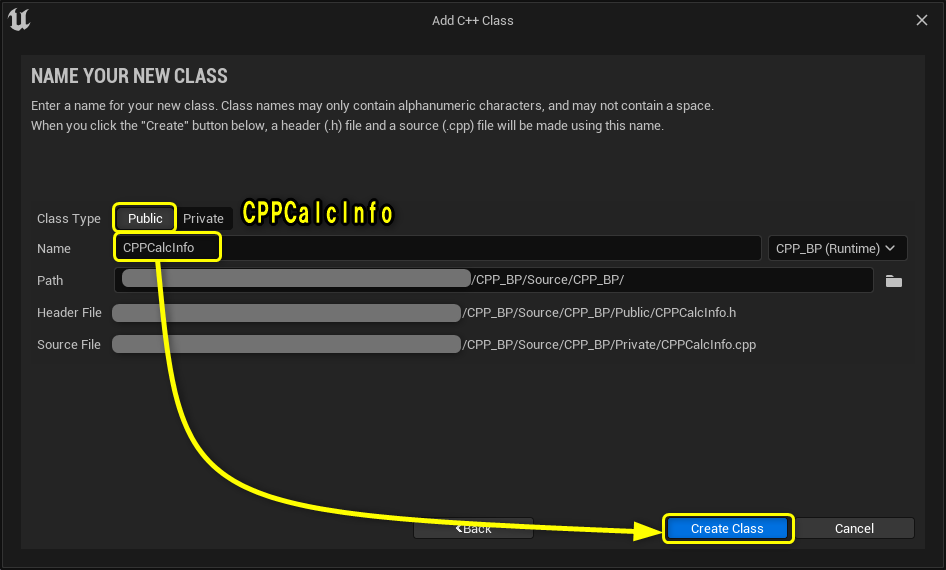 Add C++ Class
NAME YOUR NEW CLASS
Enter a name for your new class. Class names may only contain alphanumeric characters, and may not contain a space.
When you click the "Create" button below, a header (.h) file and a source (.cpp) file will be made using this name.
Class Type Public Private CPPCalcInfo
Name CPPCalcInfo CPP_BP (Runtime)
Path /CPP_BP/Source/CPP_BP/
Header File /CPP_BP/Source/CPP_BP/Public/CPPCalcInfo.h
Source File /CPP_BP/Source/CPP_BP/Private/CPPCalcInfo.cpp
Back Create Class Cancel